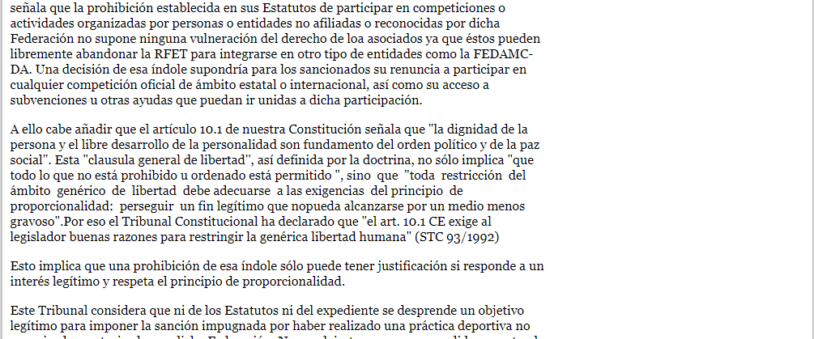 señala que la prohibición establecida en sus Estatutos de participar en competiciones o
actividades organizadas por personas o entidades no afiliadas o reconocidas por dicha
Federación no supone ninguna vulneración del derecho de loa asociados ya que éstos pueden
libremente abandonar la RFET para integrarse en otro tipo de entidades como la FEDAMC-
DA. Una decisión de esa índole supondría para los sancionados su renuncia a participar en
cualquier competición oficial de ámbito estatal o internacional, así como su acceso a
subvenciones u otras ayudas que puedan ir unidas a dicha participación.
A ello cabe añadir que el artículo 10.1 de nuestra Constitución señala que "la dignidad de la
persona y el libre desarrollo de la personalidad son fundamento del orden político y de la paz
social". Esta "clausula general de libertad", así definida por la doctrina, no sólo implica "que
todo lo que no está prohibido u ordenado está permitido ", sino que "toda restricción del
ámbito genérico de libertad debe adecuarse a las exigencias del principio de
proporcionalidad: perseguir un fin legítimo que nopueda alcanzarse por un medio menos
gravoso".Por eso el Tribunal Constitucional ha declarado que "el art. 10.1 CE exige al
legislador buenas razones para restringir la genérica libertad humana" (STC 93/1992)
Esto implica que una prohibición de esa índole sólo puede tener justificación si responde a un
interés legítimo y respeta el principio de proporcionalidad.
Este Tribunal considera que ni de los Estatutos ni del expediente se desprende un objetivo
legítimo para imponer la sanción impugnada por haber realizado una práctica deportiva no